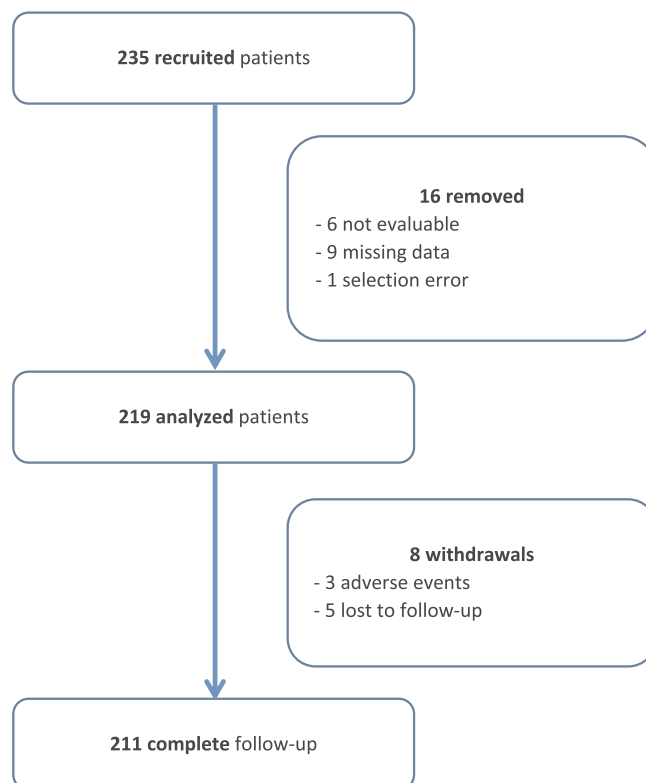 235 recruited patients
16 removed
- 6 not evaluable
- 9 missing data
- 1 selection error
219 analyzed patients
8 withdrawals
- 3 adverse events
- 5 lost to follow-up
211 complete follow-up